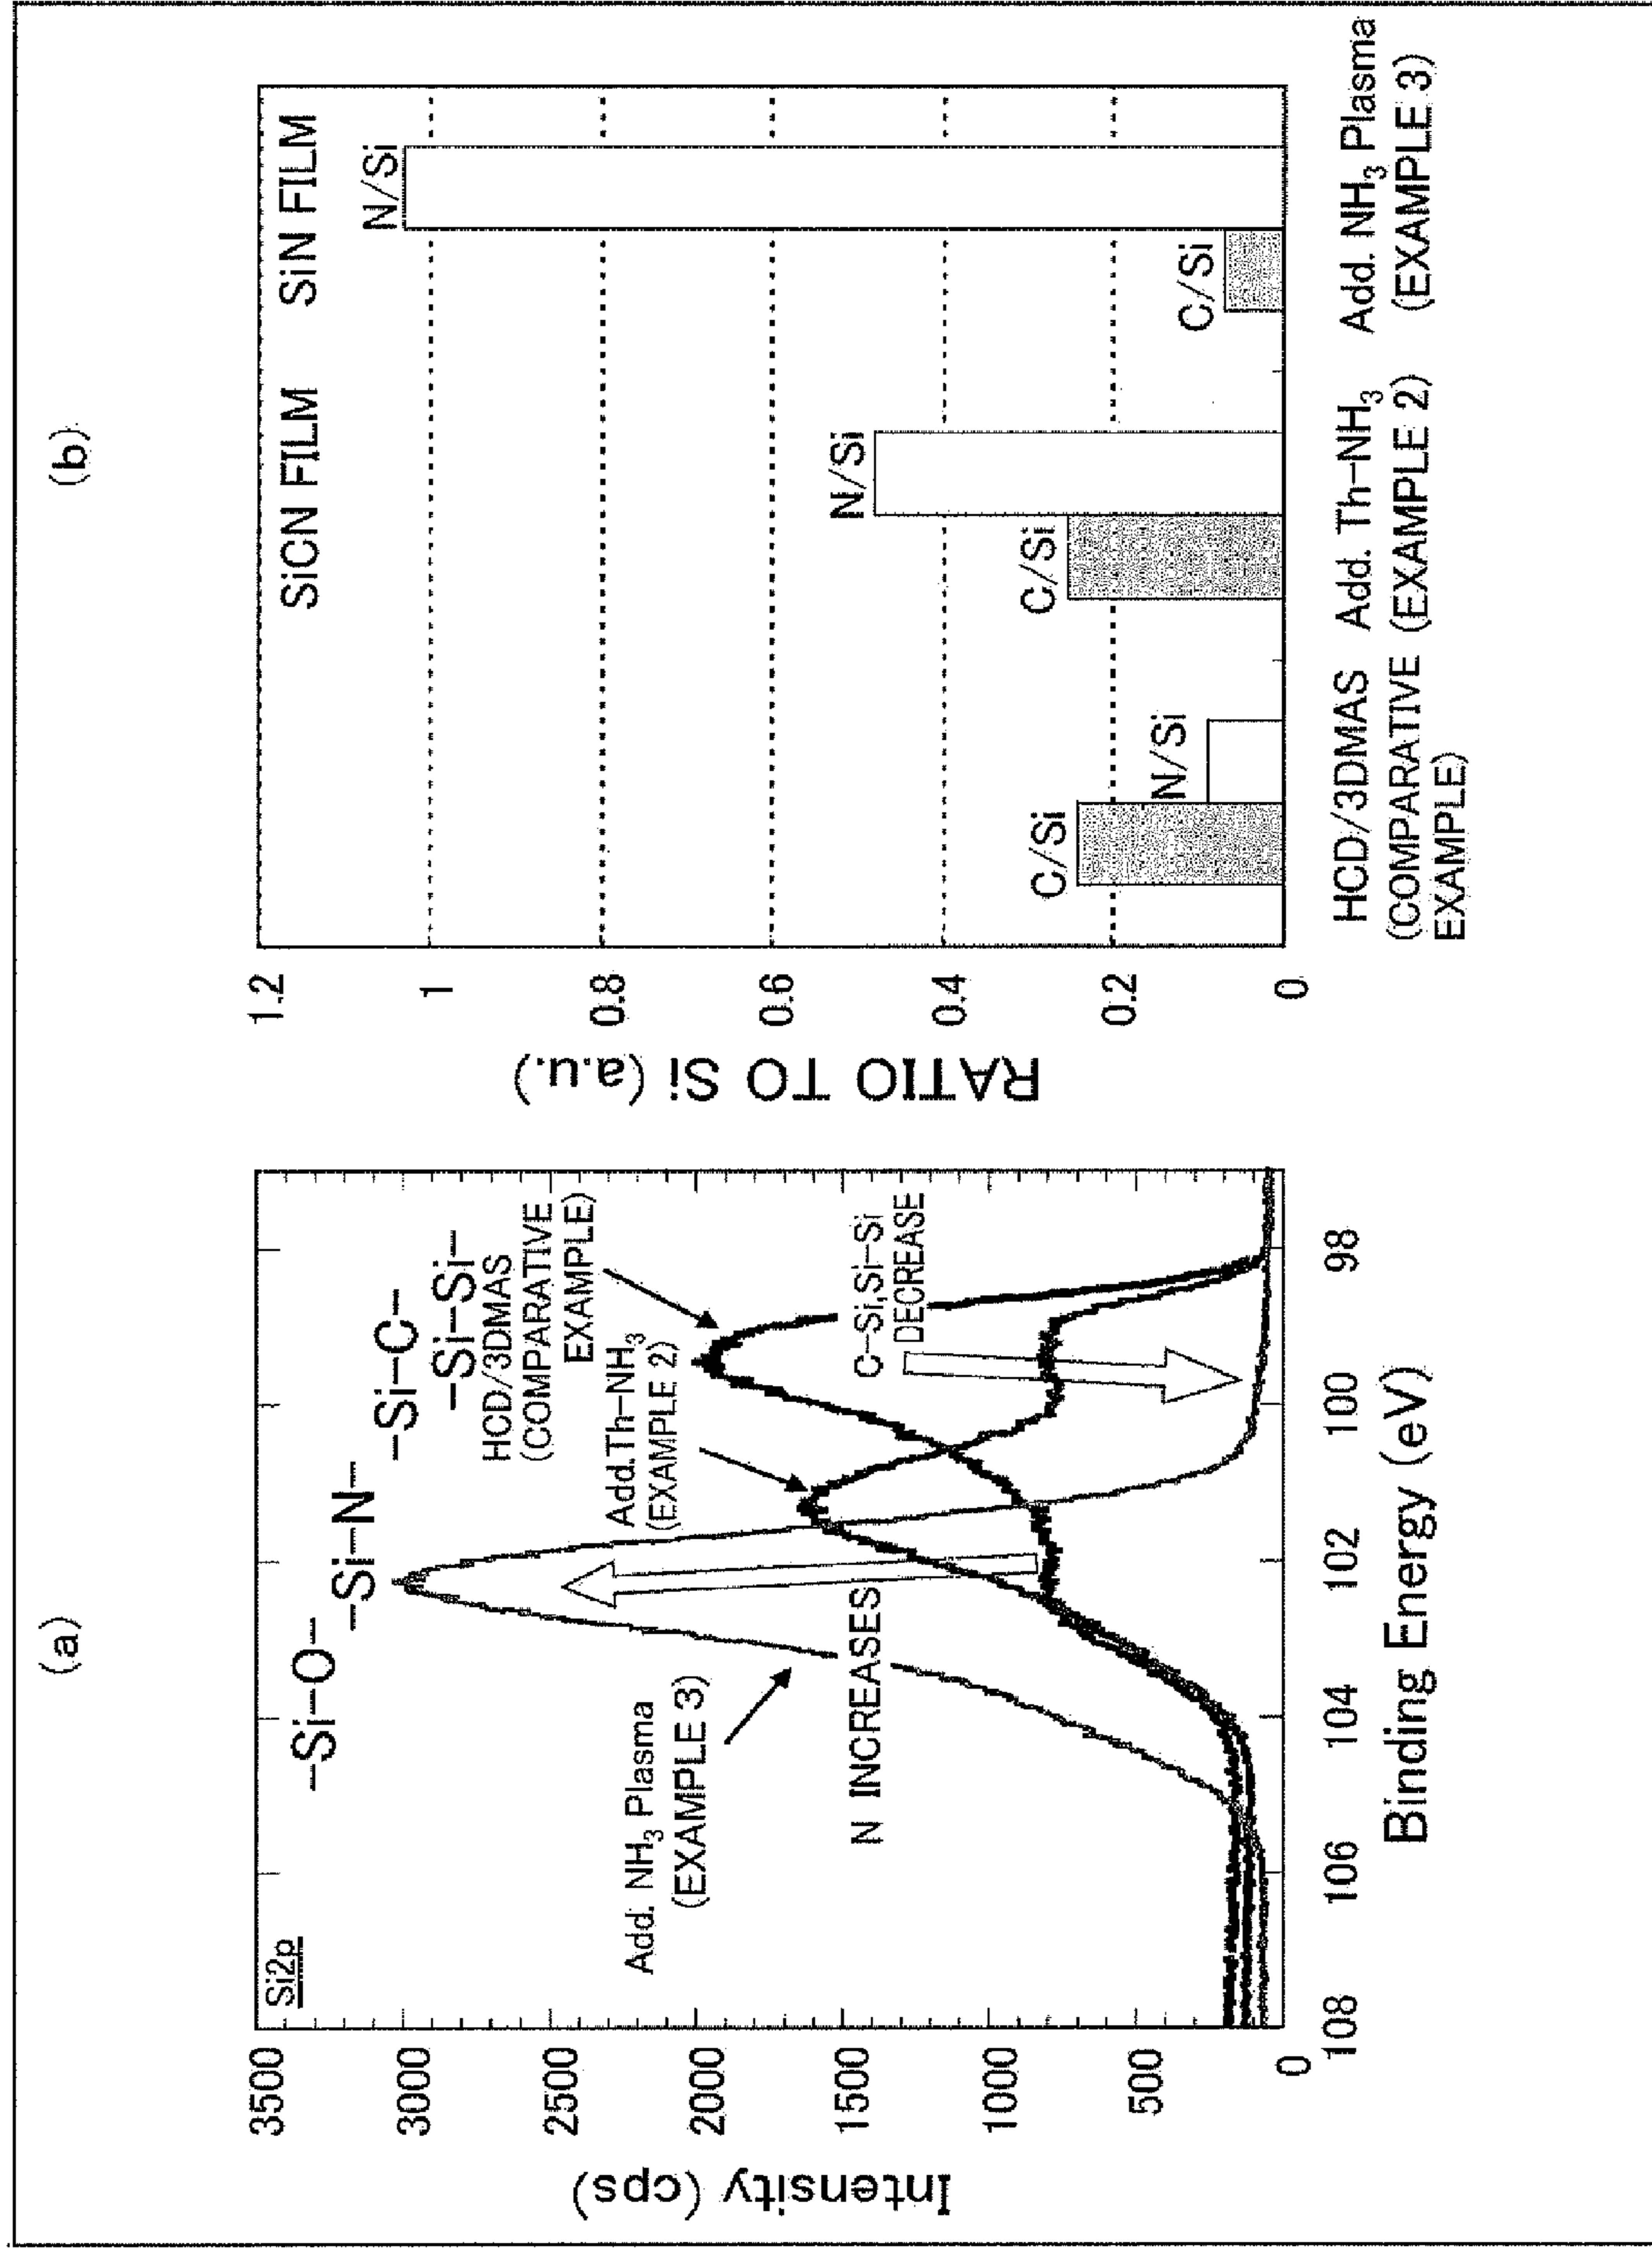 (a)
Si2p
–Si–O–
–Si–N–
–Si–C–
–Si–Si–
HCD/3DMAS
(COMPARATIVE
EXAMPLE)
Add.Th–NH3
(EXAMPLE 2)
Add. NH3 Plasma
(EXAMPLE 3)
N INCREASES
C–Si,Si–Si
DECREASE
3500
3000
2500
2000
1500
1000
500
0
Intensity (cps)
108 106 104 102 100 98
Binding Energy (eV)
(b)
SiCN FILM SiN FILM
1.2
1
0.8
0.6
0.4
0.2
0
RATIO TO Si (a.u.)
C/Si
N/Si
C/Si
N/Si
C/Si
N/Si
HCD/3DMAS
(COMPARATIVE
EXAMPLE)
Add. Th–NH3
(EXAMPLE 2)
Add. NH3 Plasma
(EXAMPLE 3)